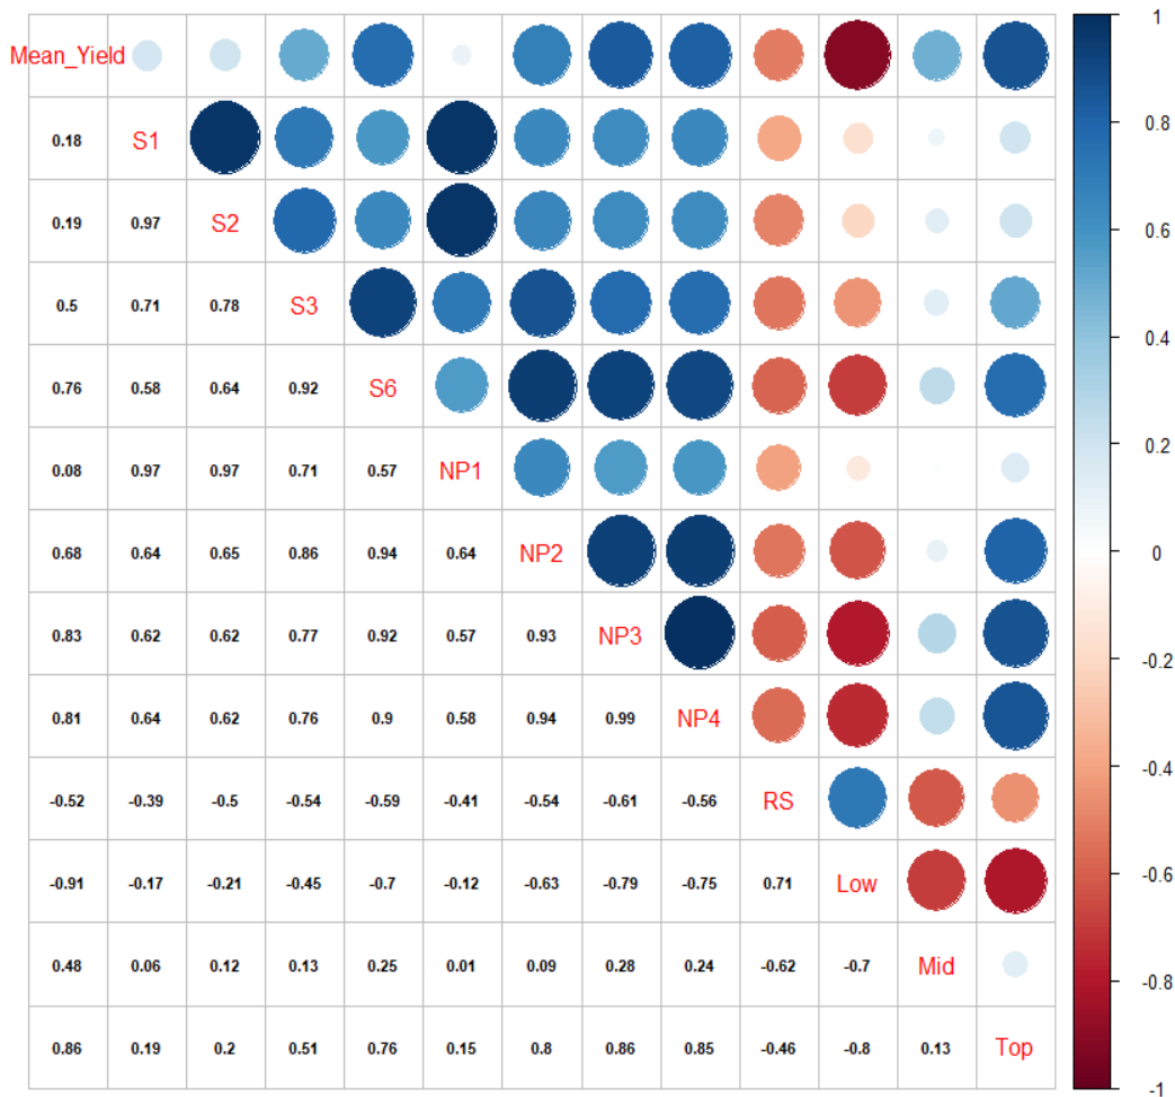 Mean_Yield
0.18 S1
0.19 0.97 S2
0.5 0.71 0.78 S3
0.76 0.58 0.64 0.92 S6
0.08 0.97 0.97 0.71 0.57 NP1
0.68 0.64 0.65 0.86 0.94 0.64 NP2
0.83 0.62 0.62 0.77 0.92 0.57 0.93 NP3
0.81 0.64 0.62 0.76 0.9 0.58 0.94 0.99 NP4
-0.52 -0.39 -0.5 -0.54 -0.59 -0.41 -0.54 -0.61 -0.56 RS
-0.91 -0.17 -0.21 -0.45 -0.7 -0.12 -0.63 -0.79 -0.75 0.71 Low
0.48 0.06 0.12 0.13 0.25 0.01 0.09 0.28 0.24 -0.62 -0.7 Mid
0.86 0.19 0.2 0.51 0.76 0.15 0.8 0.86 0.85 -0.46 -0.8 0.13 Top
1
0.8
0.6
0.4
0.2
0
-0.2
-0.4
-0.6
-0.8
-1